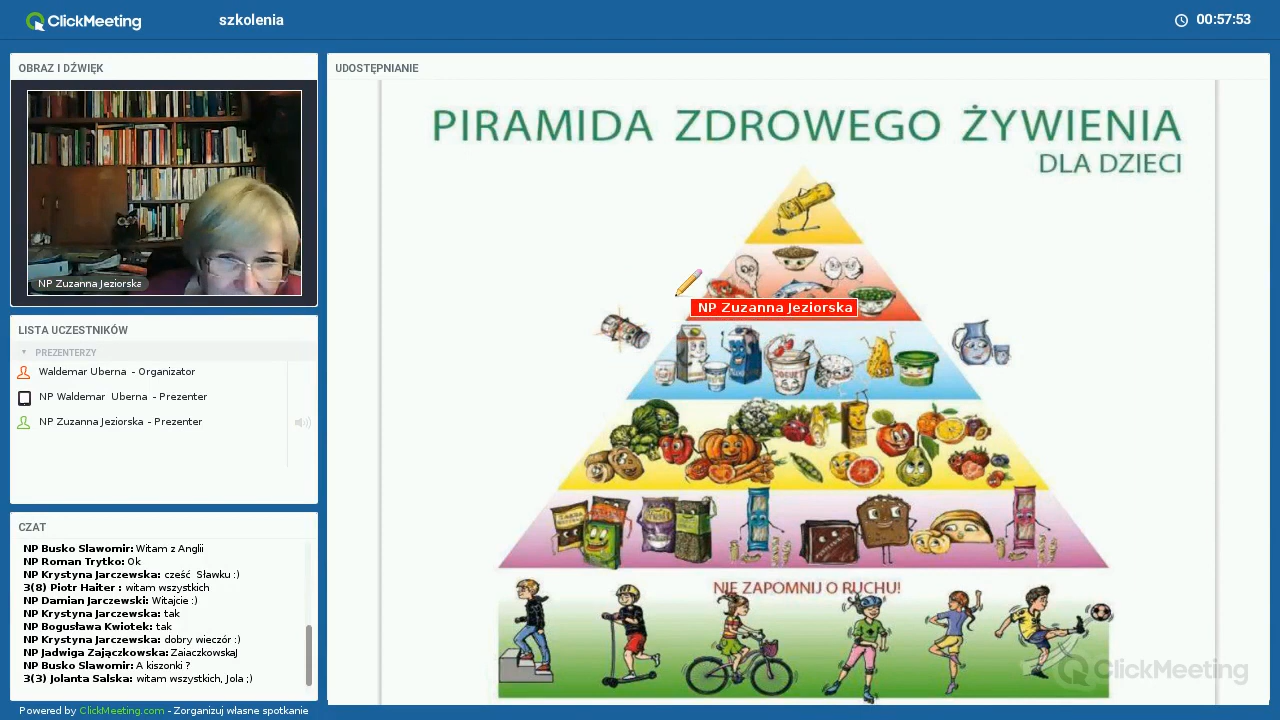 ClickMeeting
szkolenia
00:57:53
OBRAZ I DŹWIĘK
NP Zuzanna Jeziorska
LISTA UCZESTNIKÓW
PREZENTERZY
Waldemar Uberna - Organizator
NP Waldemar Uberna - Prezenter
NP Zuzanna Jeziorska - Prezenter
CZAT
NP Busko Slawomir: Witam z Anglii
NP Roman Trytko: Ok
NP Krystyna Jarczewska: cześć Sławku :)
3(8) Piotr Haiter : witam wszystkich
NP Damian Jarczewski: Witajcie :)
NP Krystyna Jarczewska: tak
NP Bogusława Kwiotek: tak
NP Krystyna Jarczewska: dobry wieczór :)
NP Jadwiga Zajączkowska: ZaiaczkowskaJ
NP Busko Slawomir: A kiszonki ?
3(3) Jolanta Salska: witam wszystkich, Jola ;)
Powered by ClickMeeting.com - Zorganizuj własne spotkanie
UDOSTĘPNIANIE
PIRAMIDA ZDROWEGO ŻYWIENIA
DLA DZIECI
NP Zuzanna Jeziorska
JOGURT
NIE ZAPOMNIJ O RUCHU!
ClickMeeting